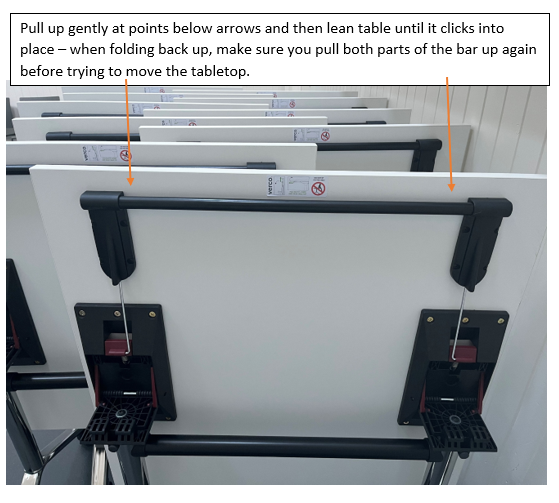 Pull up gently at points below arrows and then lean table until it clicks into
place – when folding back up, make sure you pull both parts of the bar up again
before trying to move the tabletop.
verco